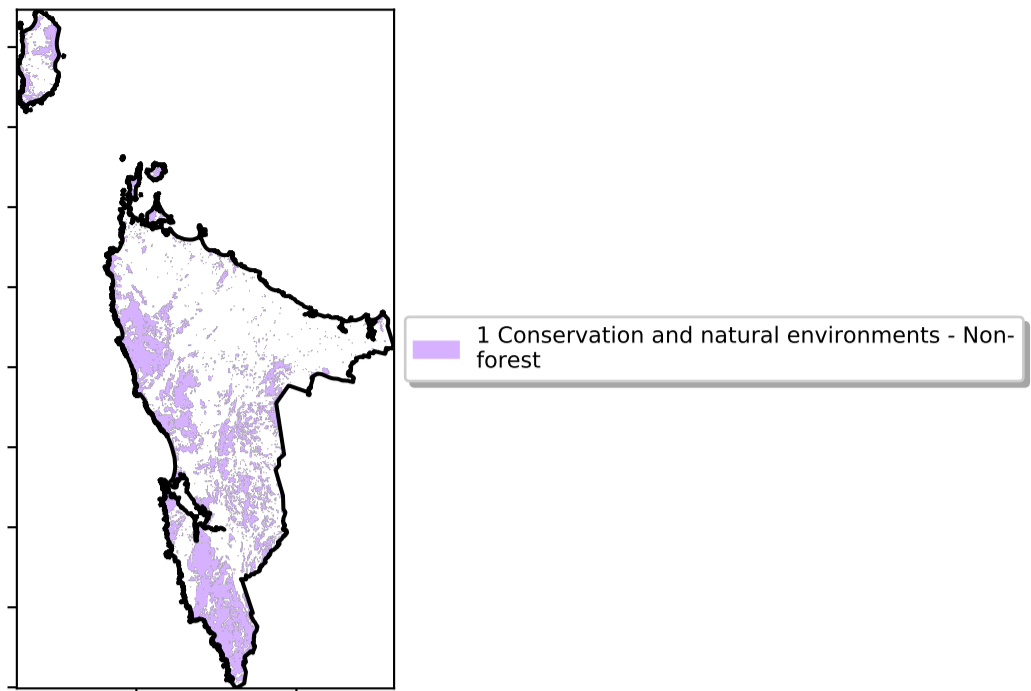 1 Conservation and natural environments - Non-
forest